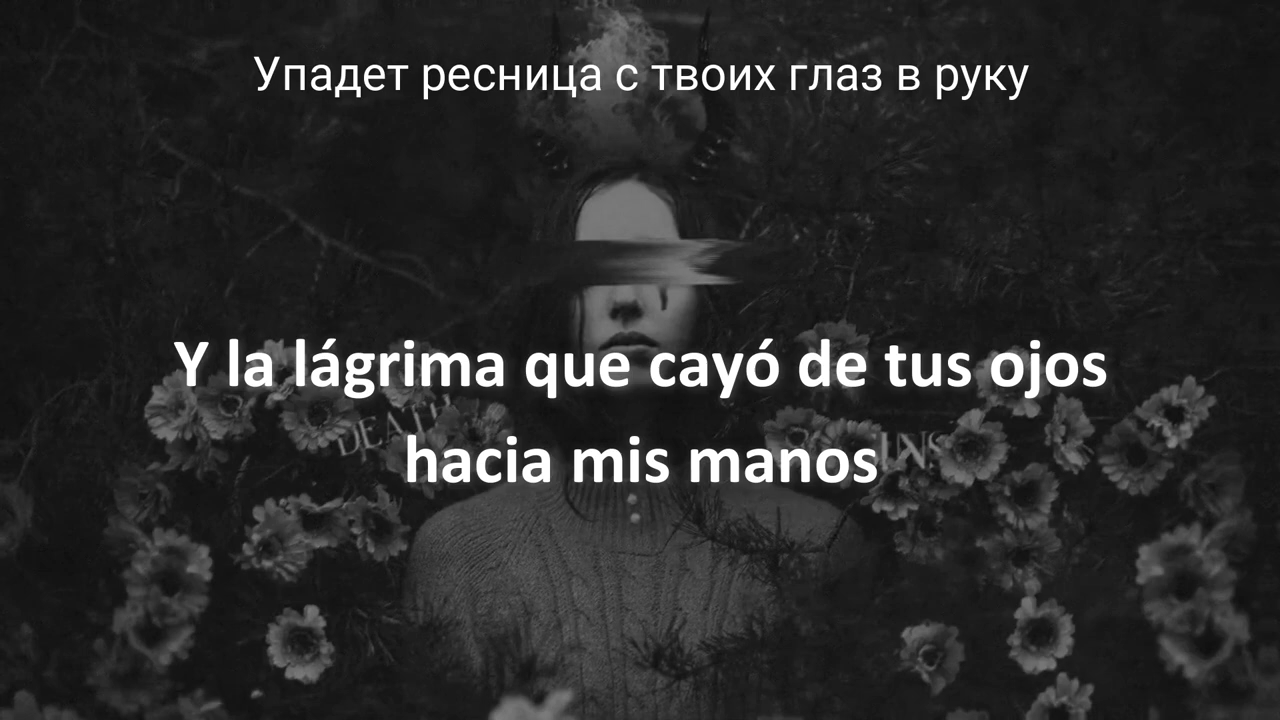 Упадет ресница с твоих глаз в руку
Y la lágrima que cayó de tus ojos
hacia mis manos